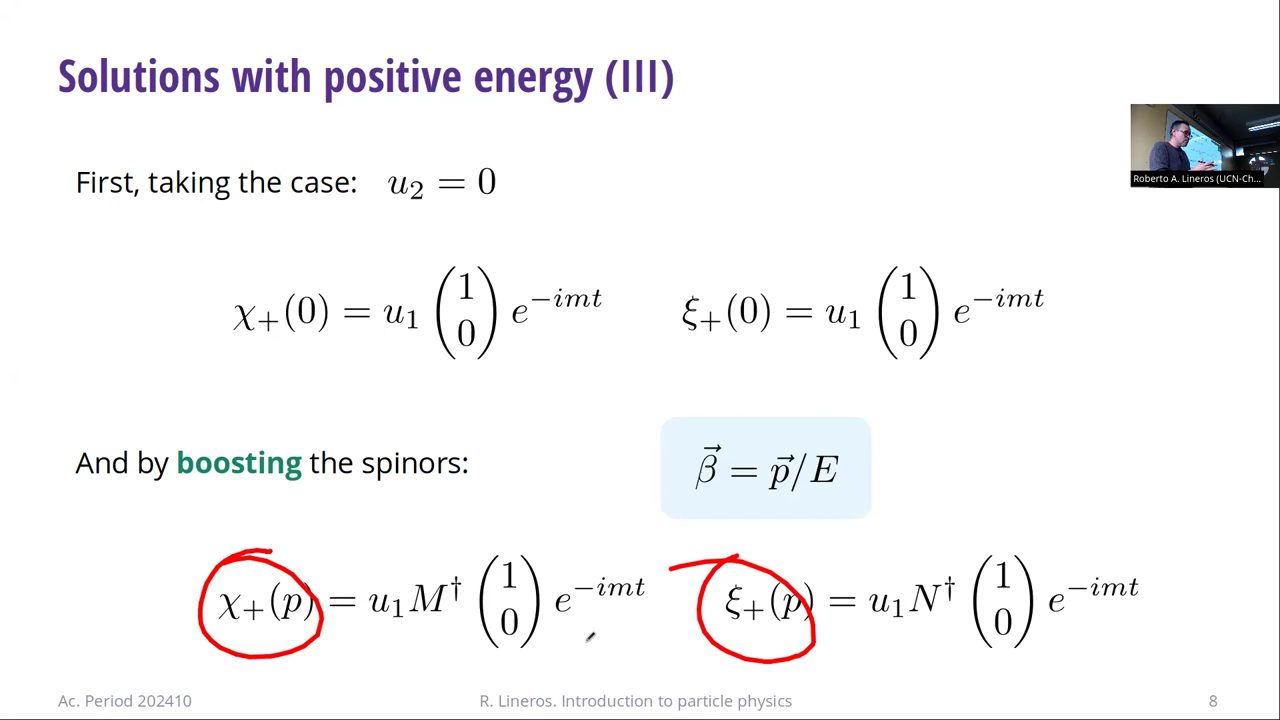 Solutions with positive energy (III)
Roberto A. Lineros (UCN-Ch...
First, taking the case: u₂ = 0
χ₊(0) = u₁ (1 0) e^{−imt} ξ₊(0) = u₁ (1 0) e^{−imt}
And by boosting the spinors: β⃗ = p⃗/E
χ₊(p) = u₁M† (1 0) e^{−imt} ξ₊(p) = u₁N† (1 0) e^{−imt}
Ac. Period 202410 R. Lineros. Introduction to particle physics 8